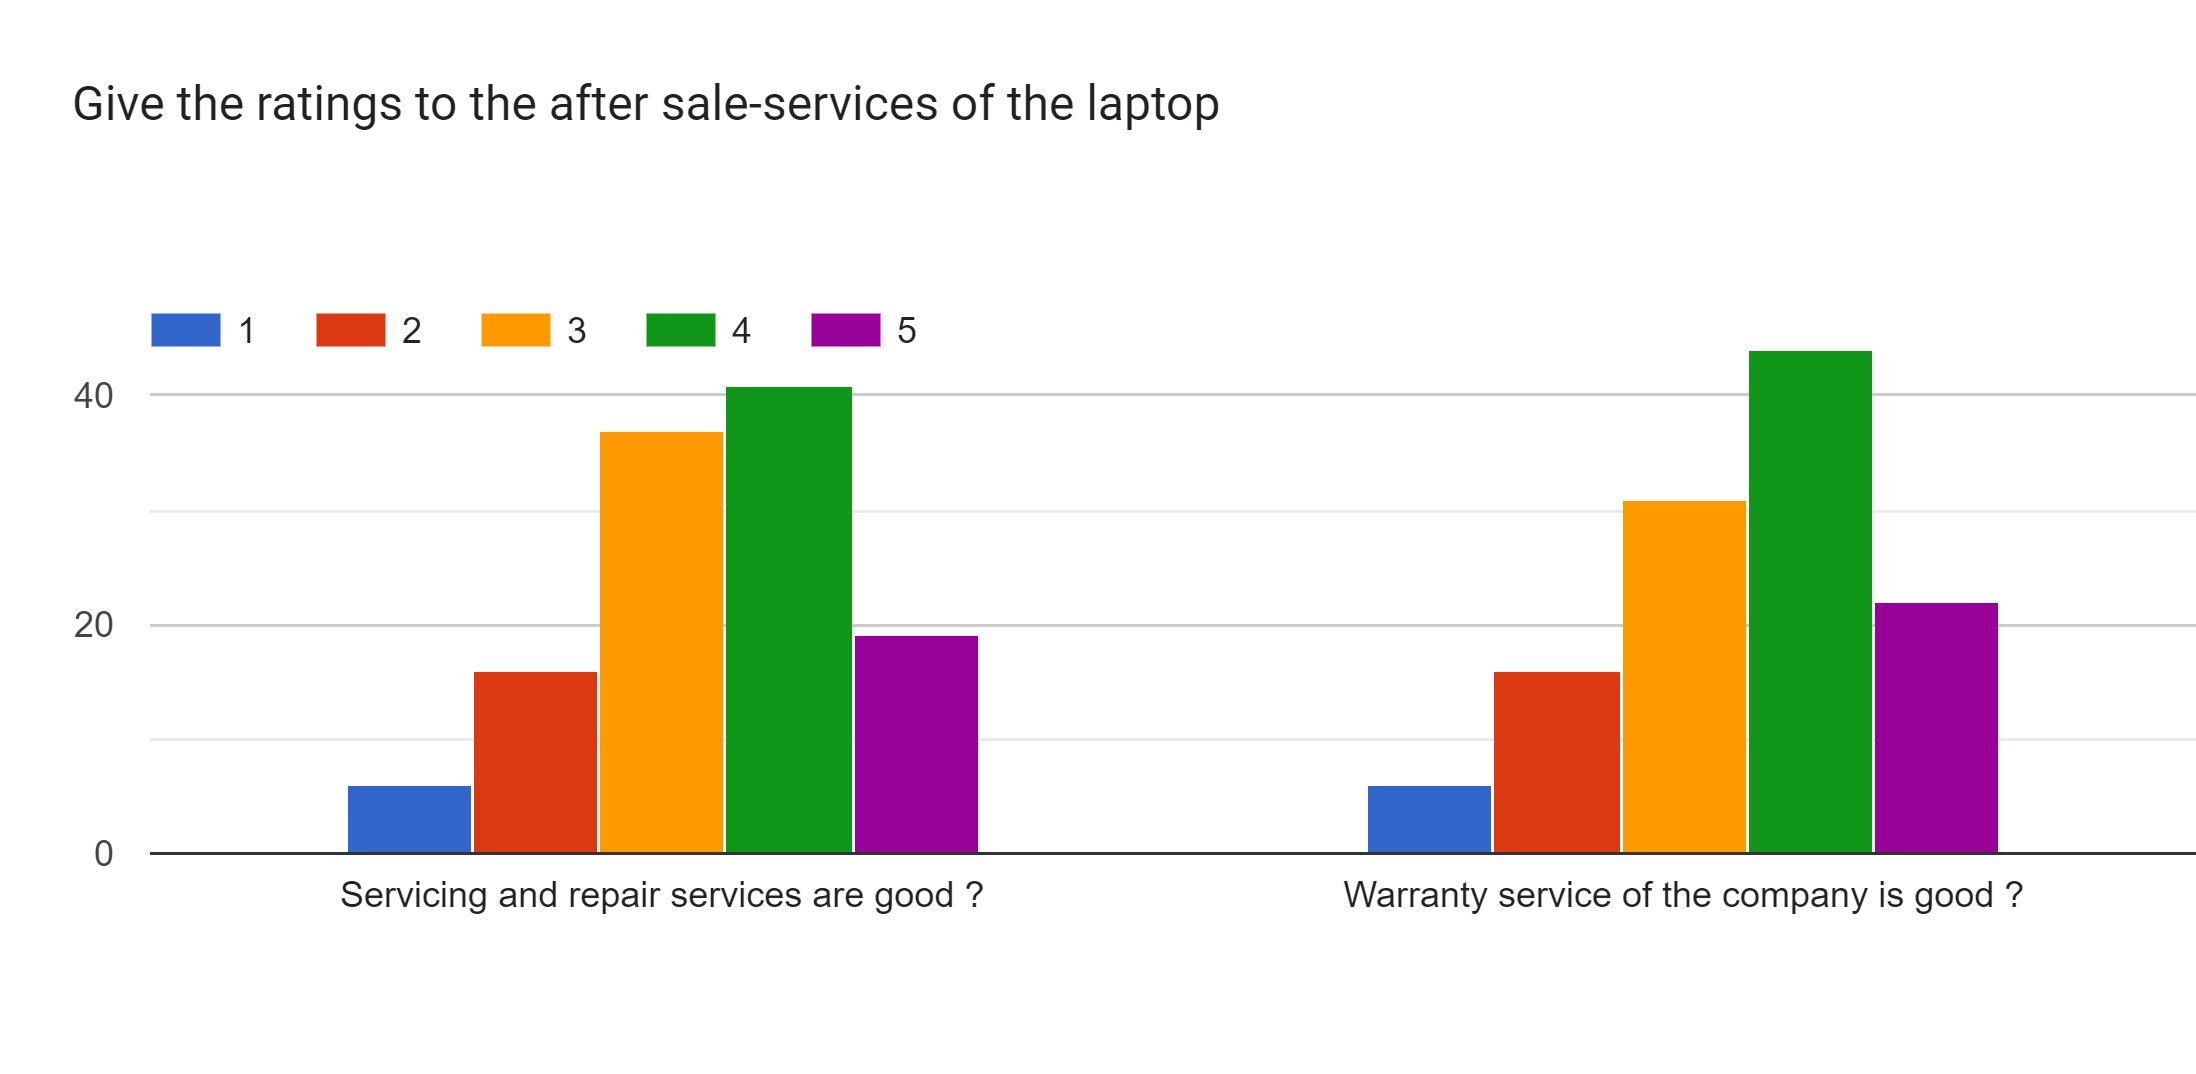 Give the ratings to the after sale-services of the laptop
1 2 3 4 5
40
20
0
Servicing and repair services are good ? Warranty service of the company is good ?